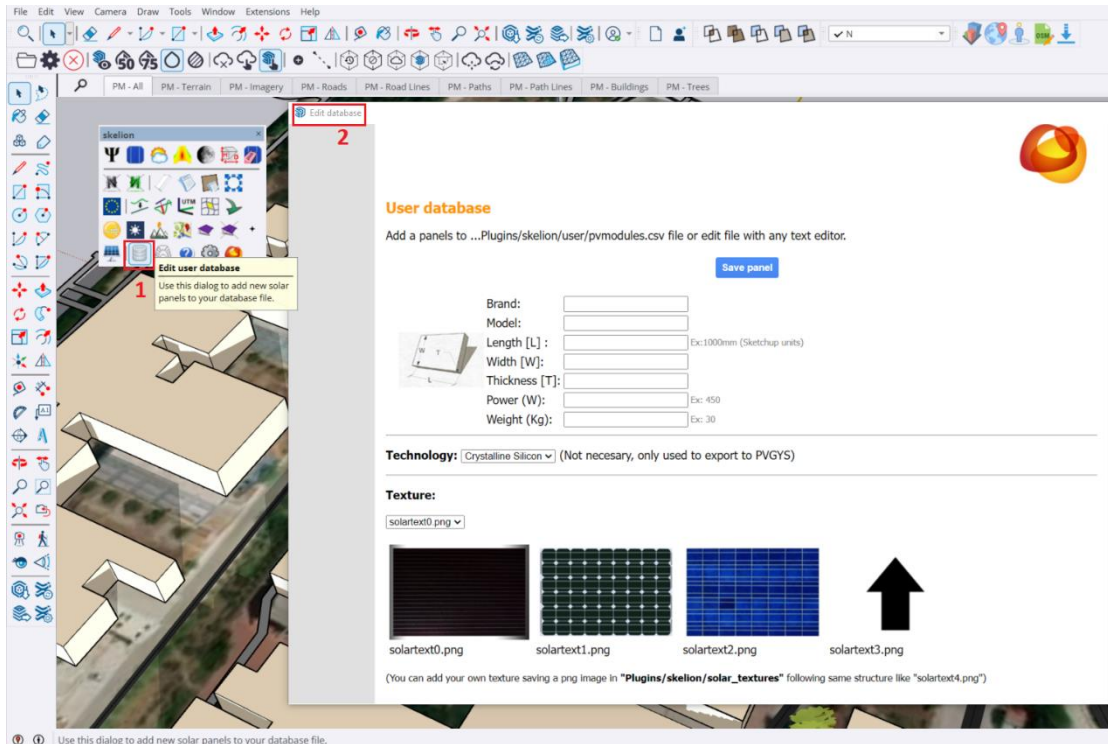 File Edit View Camera Draw Tools Window Extensions Help
N
PM - All PM - Terrain PM - Imagery PM - Roads PM - Road Lines PM - Paths PM - Path Lines PM - Buildings PM - Trees
Edit database
2
skelion
UTM
1
Edit user database
Use this dialog to add new solar
panels to your database file.
User database
Add a panels to ...Plugins/skelion/user/pvmodules.csv file or edit file with any text editor.
Save panel
Brand:
Model:
Length [L] :
Ex:1000mm (Sketchup units)
Width [W]:
Thickness [T]:
Power (W):
Ex: 450
Weight (Kg):
Ex: 30
W
T
L
Technology: Crystalline Silicon (Not necesary, only used to export to PVGYS)
Texture:
solartext0.png
solartext0.png solartext1.png solartext2.png solartext3.png
(You can add your own texture saving a png image in "Plugins/skelion/solar_textures" following same structure like "solartext4.png")
Use this dialog to add new solar panels to your database file.